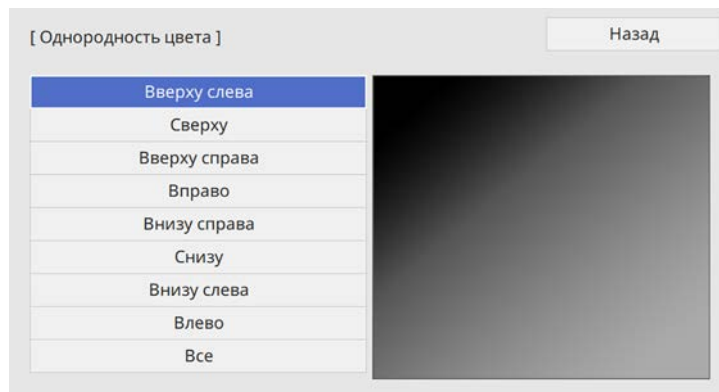 [ Однородность цвета ]
Назад
Вверху слева
Сверху
Вверху справа
Вправо
Внизу справа
Снизу
Внизу слева
Влево
Все